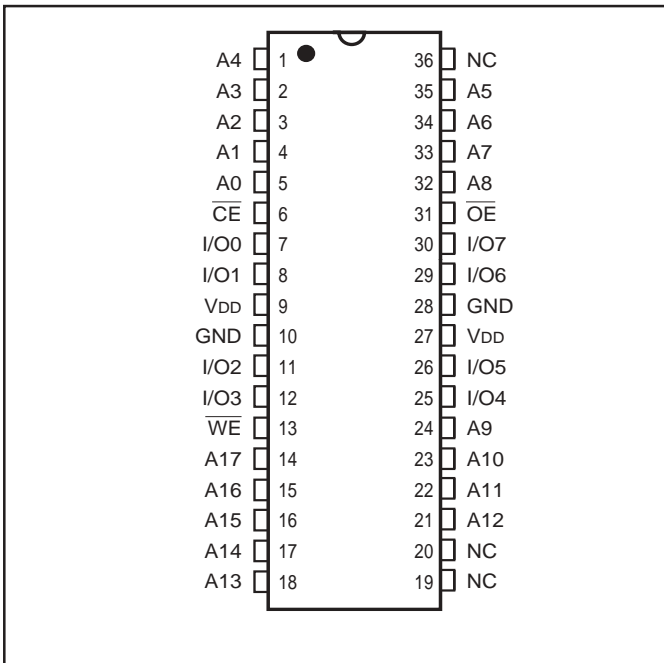 A4 1 36 NC
A3 2 35 A5
A2 3 34 A6
A1 4 33 A7
A0 5 32 A8
C̅E̅ 6 31 O̅E̅
I/O0 7 30 I/O7
I/O1 8 29 I/O6
VDD 9 28 GND
GND 10 27 VDD
I/O2 11 26 I/O5
I/O3 12 25 I/O4
W̅E̅ 13 24 A9
A17 14 23 A10
A16 15 22 A11
A15 16 21 A12
A14 17 20 NC
A13 18 19 NC